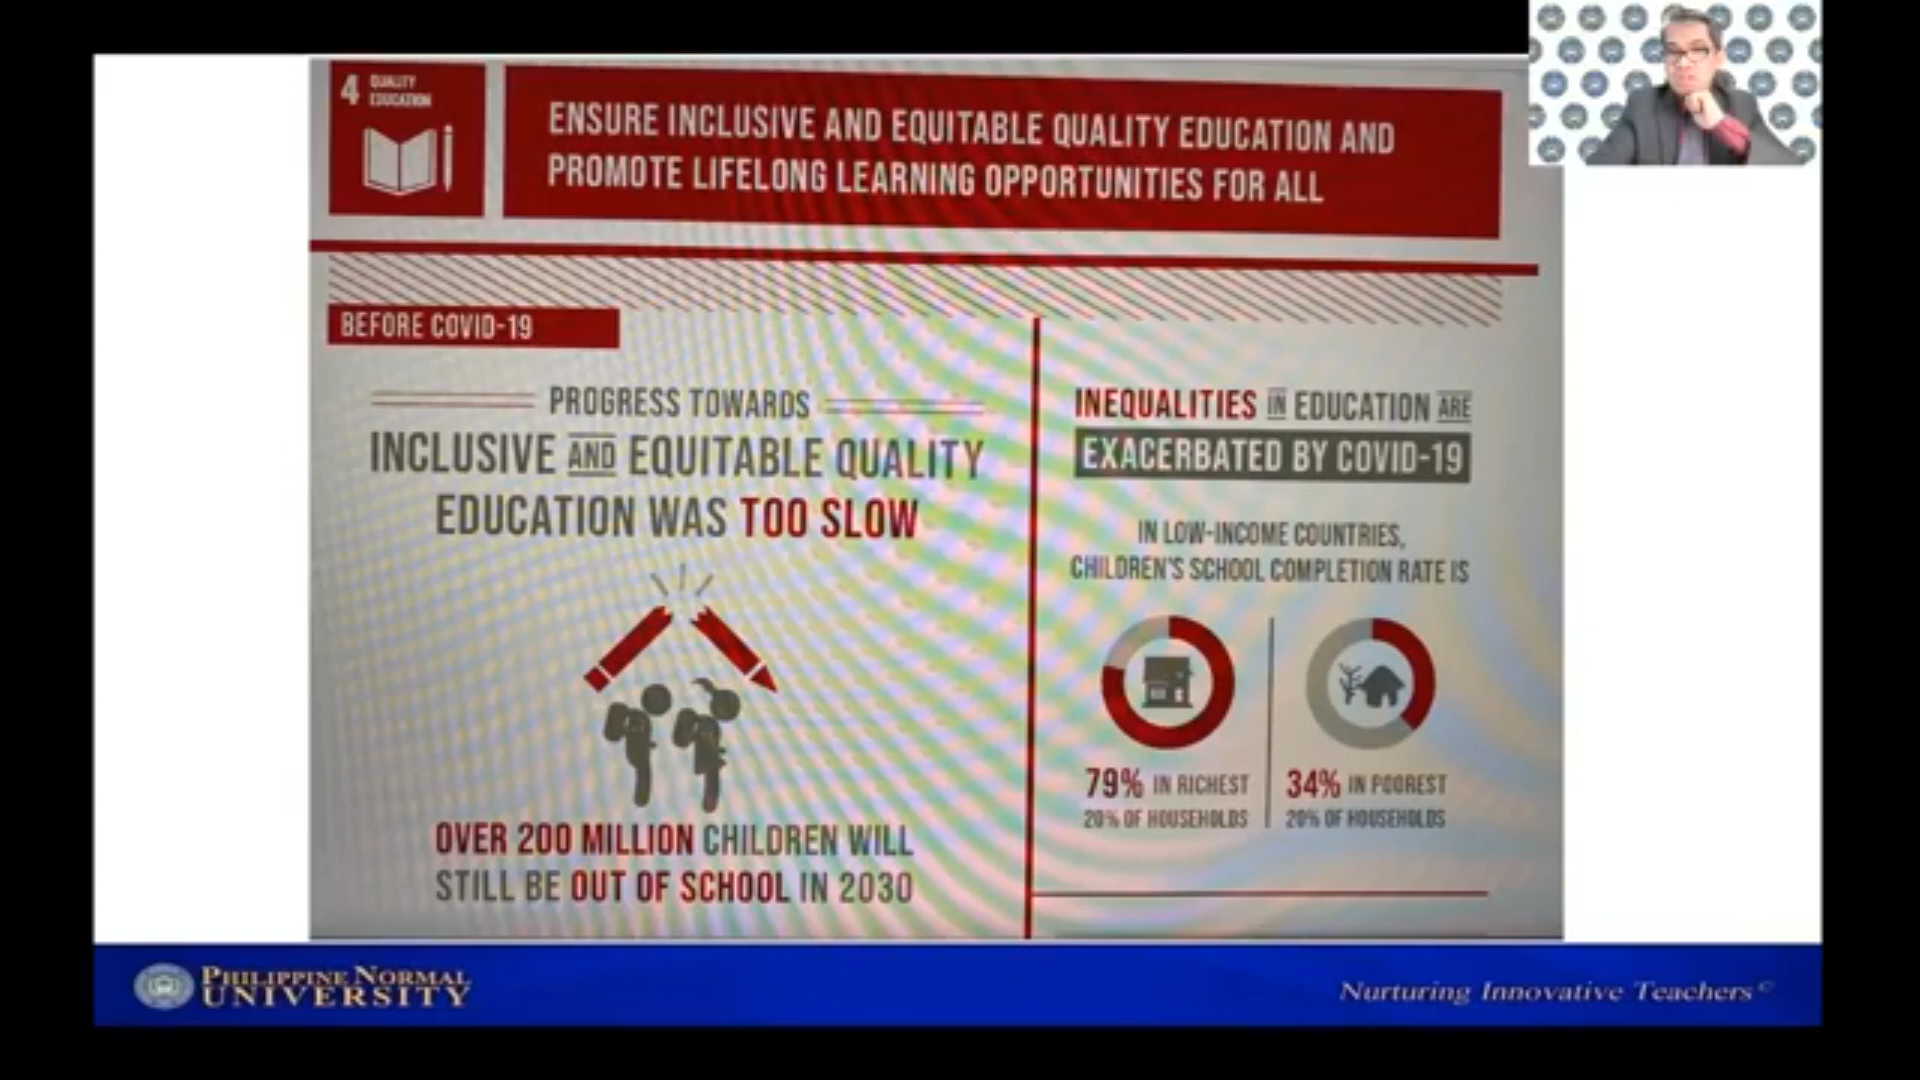 4 QUALITY
EDUCATION
ENSURE INCLUSIVE AND EQUITABLE QUALITY EDUCATION AND
PROMOTE LIFELONG LEARNING OPPORTUNITIES FOR ALL
BEFORE COVID-19
PROGRESS TOWARDS
INCLUSIVE AND EQUITABLE QUALITY
EDUCATION WAS TOO SLOW
OVER 200 MILLION CHILDREN WILL
STILL BE OUT OF SCHOOL IN 2030
INEQUALITIES IN EDUCATION ARE
EXACERBATED BY COVID-19
IN LOW-INCOME COUNTRIES,
CHILDREN'S SCHOOL COMPLETION RATE IS
79% IN RICHEST
20% OF HOUSEHOLDS
34% IN POOREST
20% OF HOUSEHOLDS
PHILIPPINE NORMAL
UNIVERSITY
Nurturing Innovative Teachers©